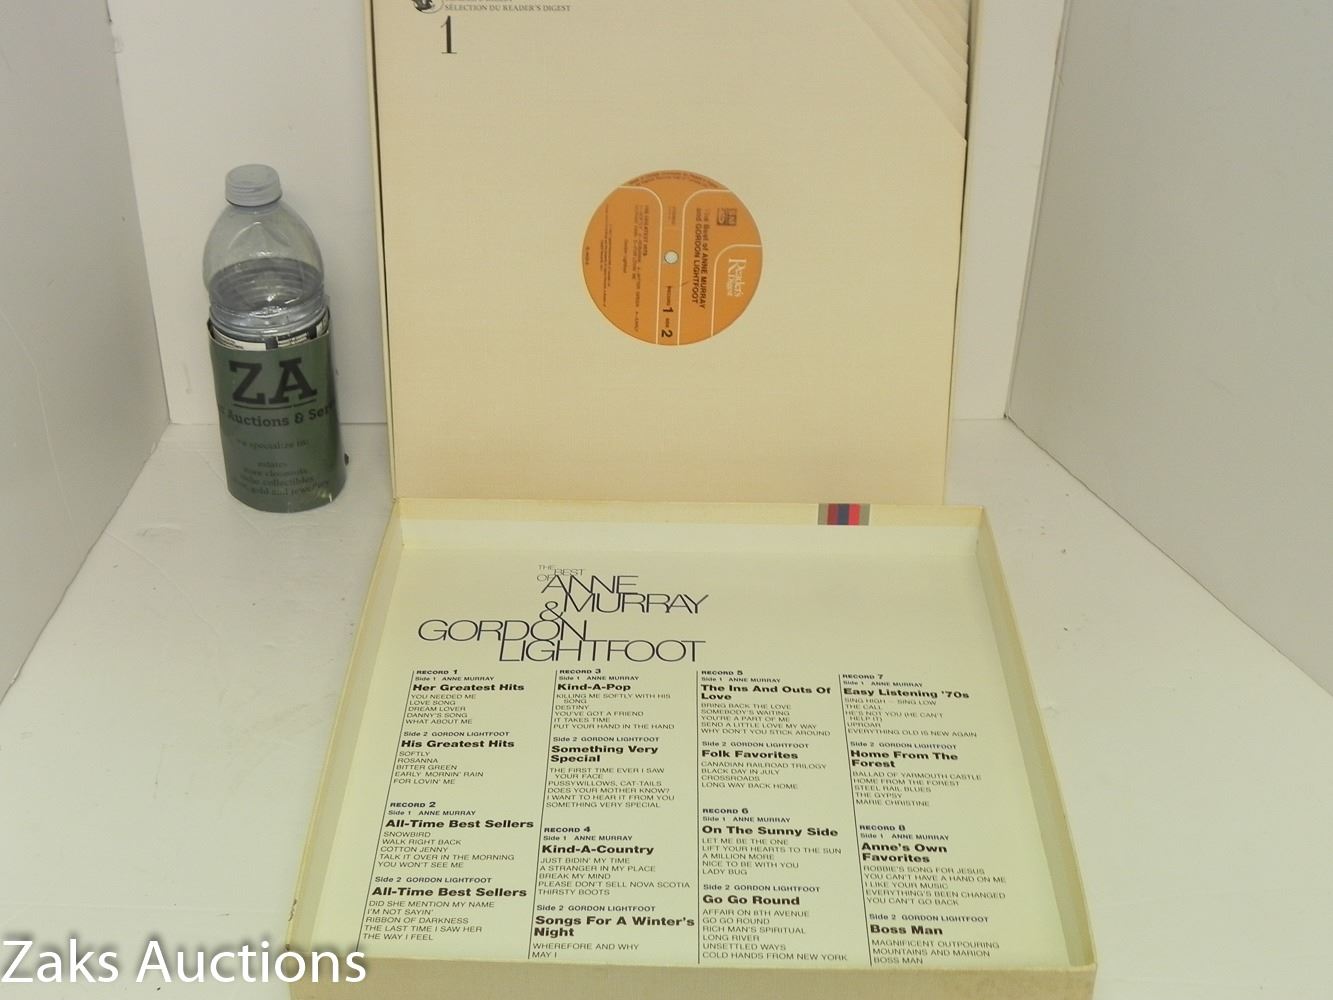 SÉLECTION DU READER'S DIGEST
1
Reader's
Digest
The Best of ANNE MURRAY
and GORDON LIGHTFOOT
RECORD 1 SIDE 2
ZA
Auctions & Ser
we specialize in:
estates
THE BEST
OF ANNE
MURRAY
&
GORDON
LIGHTFOOT
RECORD 1
Side 1 ANNE MURRAY
Her Greatest Hits
YOU NEEDED ME
LOVE SONG
DREAM LOVER
DANNY'S SONG
WHAT ABOUT ME
Side 2 GORDON LIGHTFOOT
His Greatest Hits
SOFTLY
ROSANNA
BITTER GREEN
EARLY MORNIN' RAIN
FOR LOVIN' ME
RECORD 2
Side 1 ANNE MURRAY
All-Time Best Sellers
SNOWBIRD
WALK RIGHT BACK
COTTON JENNY
TALK IT OVER IN THE MORNING
YOU WON'T SEE ME
Side 2 GORDON LIGHTFOOT
All-Time Best Sellers
DID SHE MENTION MY NAME
I'M NOT SAYIN'
RIBBON OF DARKNESS
THE LAST TIME I SAW HER
THE WAY I FEEL
RECORD 3
Side 1 ANNE MURRAY
Kind-A-Pop
KILLING ME SOFTLY WITH HIS
SONG
DESTINY
YOU'VE GOT A FRIEND
IT TAKES TIME
PUT YOUR HAND IN THE HAND
Side 2 GORDON LIGHTFOOT
Something Very
Special
THE FIRST TIME EVER I SAW
YOUR FACE
PUSSYWILLOWS, CAT-TAILS
DOES YOUR MOTHER KNOW?
I WANT TO HEAR IT FROM YOU
SOMETHING VERY SPECIAL
RECORD 4
Side 1 ANNE MURRAY
Kind-A-Country
JUST BIDIN' MY TIME
A STRANGER IN MY PLACE
BREAK MY MIND
PLEASE DON'T SELL NOVA SCOTIA
THIRSTY BOOTS
Side 2 GORDON LIGHTFOOT
Songs For A Winter's
Night
WHEREFORE AND WHY
MAY I
RECORD 5
Side 1 ANNE MURRAY
The Ins And Outs Of
Love
BRING BACK THE LOVE
SOMEBODY'S WAITING
YOU'RE A PART OF ME
SEND A LITTLE LOVE MY WAY
WHY DON'T YOU STICK AROUND
Side 2 GORDON LIGHTFOOT
Folk Favorites
CANADIAN RAILROAD TRILOGY
BLACK DAY IN JULY
CROSSROADS
LONG WAY BACK HOME
RECORD 6
Side 1 ANNE MURRAY
On The Sunny Side
LET ME BE THE ONE
LIFT YOUR HEARTS TO THE SUN
A MILLION MORE
NICE TO BE WITH YOU
LADY BUG
Side 2 GORDON LIGHTFOOT
Go Go Round
AFFAIR ON 8TH AVENUE
GO GO ROUND
RICH MAN'S SPIRITUAL
LONG RIVER
UNSETTLED WAYS
COLD HANDS FROM NEW YORK
RECORD 7
Side 1 ANNE MURRAY
Easy Listening '70s
SING HIGH – SING LOW
THE CALL
HE'S NOT YOU (HE CAN'T
HELP IT)
UPROAR
EVERYTHING OLD IS NEW AGAIN
Side 2 GORDON LIGHTFOOT
Home From The
Forest
BALLAD OF YARMOUTH CASTLE
HOME FROM THE FOREST
STEEL RAIL BLUES
THE GYPSY
MARIE CHRISTINE
RECORD 8
Side 1 ANNE MURRAY
Anne's Own
Favorites
ROBBIE'S SONG FOR JESUS
YOU CAN'T HAVE A HAND ON ME
I LIKE YOUR MUSIC
EVERYTHING'S BEEN CHANGED
YOU CAN'T GO BACK
Side 2 GORDON LIGHTFOOT
Boss Man
MAGNIFICENT OUTPOURING
MOUNTAINS AND MARION
BOSS MAN
Zaks Auctions